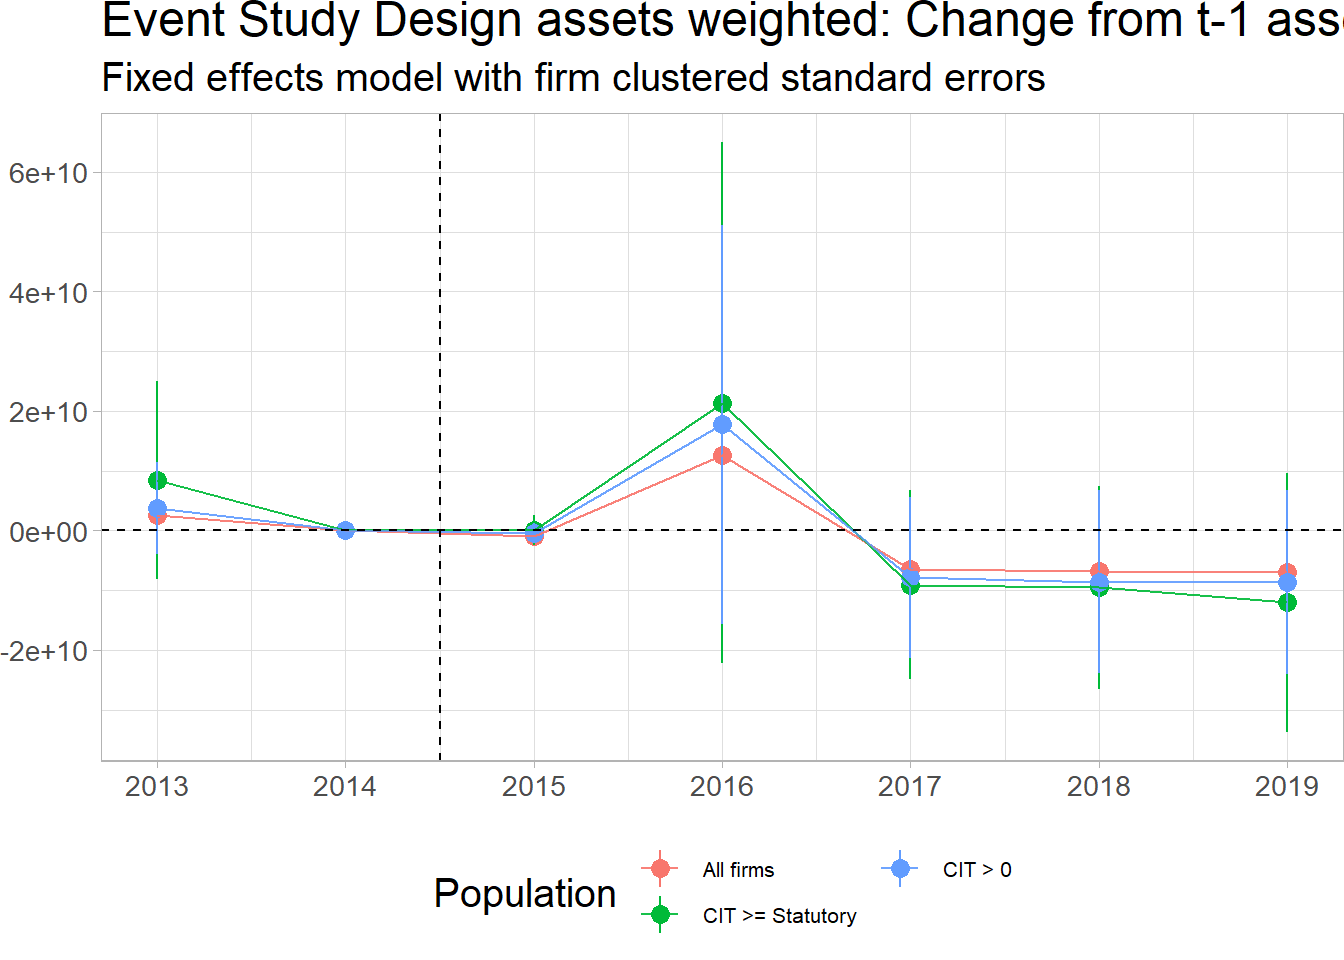 Event Study Design assets weighted: Change from t-1
Fixed effects model with firm clustered standard errors
6e+10
4e+10
2e+10
0e+00
-2e+10
2013 2014 2015 2016 2017 2018 2019
Population
All firms
CIT >= Statutory
CIT > 0